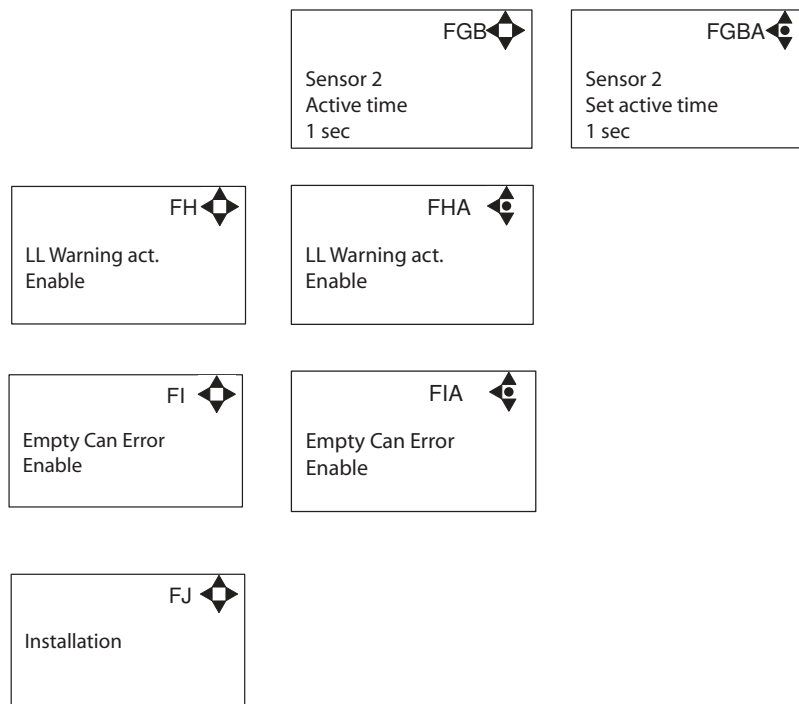 FGB
Sensor 2
Active time
1 sec
FGBA
Sensor 2
Set active time
1 sec
FH
LL Warning act.
Enable
FHA
LL Warning act.
Enable
FI
Empty Can Error
Enable
FIA
Empty Can Error
Enable
FJ
Installation